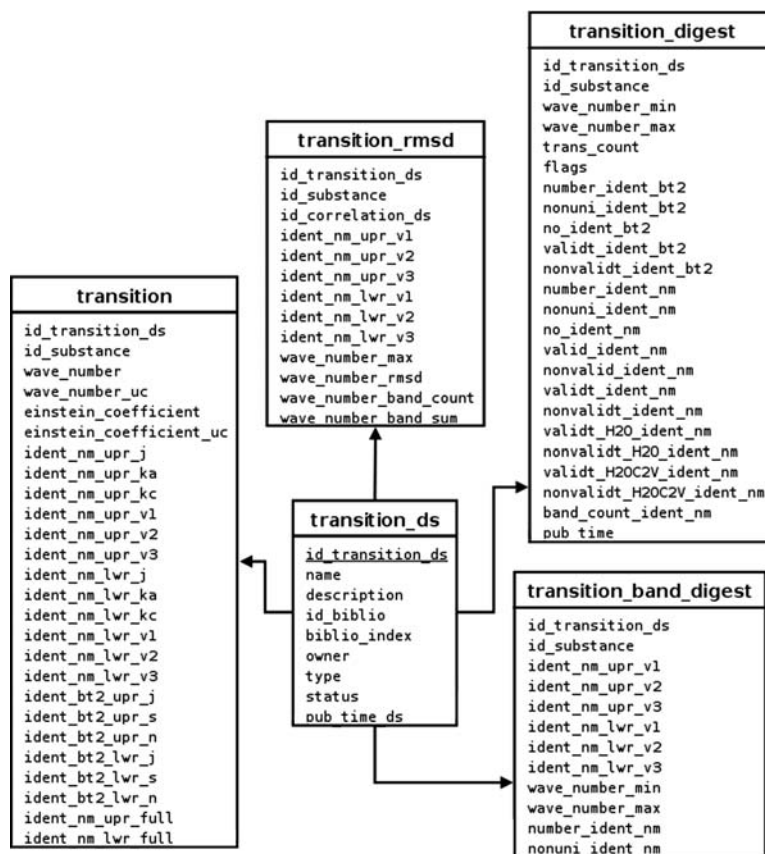 transition_digest
id_transition_ds
id_substance
wave_number_min
wave_number_max
trans_count
flags
number_ident_bt2
nonuni_ident_bt2
no_ident_bt2
validt_ident_bt2
nonvalidt_ident_bt2
number_ident_nm
nonuni_ident_nm
no_ident_nm
valid_ident_nm
nonvalid_ident_nm
validt_ident_nm
nonvalidt_ident_nm
validt_H2O_ident_nm
nonvalidt_H2O_ident_nm
validt_H2OC2V_ident_nm
nonvalidt_H2OC2V_ident_nm
band_count_ident_nm
pub_time
transition_rmsd
id_transition_ds
id_substance
id_correlation_ds
ident_nm_upr_v1
ident_nm_upr_v2
ident_nm_upr_v3
ident_nm_lwr_v1
ident_nm_lwr_v2
ident_nm_lwr_v3
wave_number_max
wave_number_rmsd
wave_number_band_count
wave_number_band_sum
transition
id_transition_ds
id_substance
wave_number
wave_number_uc
einstein_coefficient
einstein_coefficient_uc
ident_nm_upr_j
ident_nm_upr_ka
ident_nm_upr_kc
ident_nm_upr_v1
ident_nm_upr_v2
ident_nm_upr_v3
ident_nm_lwr_j
ident_nm_lwr_ka
ident_nm_lwr_kc
ident_nm_lwr_v1
ident_nm_lwr_v2
ident_nm_lwr_v3
ident_bt2_upr_j
ident_bt2_upr_s
ident_bt2_upr_n
ident_bt2_lwr_j
ident_bt2_lwr_s
ident_bt2_lwr_n
ident_nm_upr_full
ident_nm_lwr_full
transition_ds
id_transition_ds
name
description
id_biblio
biblio_index
owner
type
status
pub_time_ds
transition_band_digest
id_transition_ds
id_substance
ident_nm_upr_v1
ident_nm_upr_v2
ident_nm_upr_v3
ident_nm_lwr_v1
ident_nm_lwr_v2
ident_nm_lwr_v3
wave_number_min
wave_number_max
number_ident_nm
nonuni_ident_nm